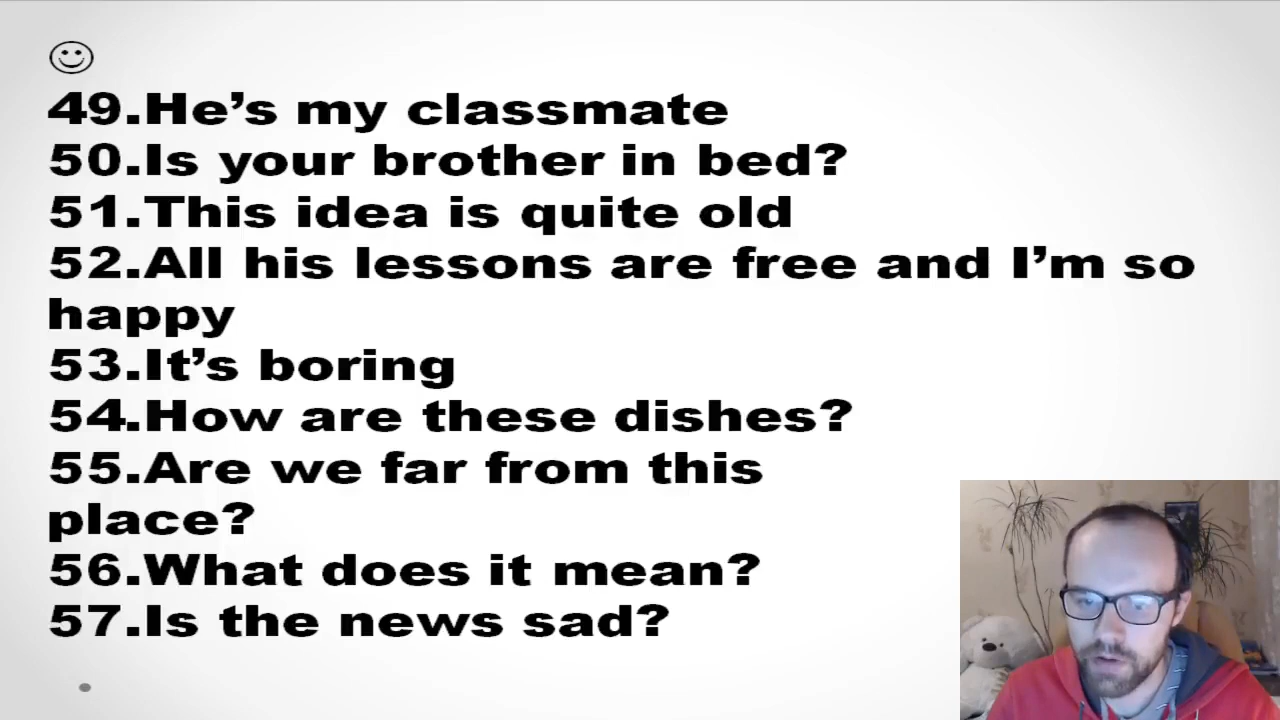 49.He’s my classmate
50.Is your brother in bed?
51.This idea is quite old
52.All his lessons are free and I’m so
happy
53.It’s boring
54.How are these dishes?
55.Are we far from this
place?
56.What does it mean?
57.Is the news sad?